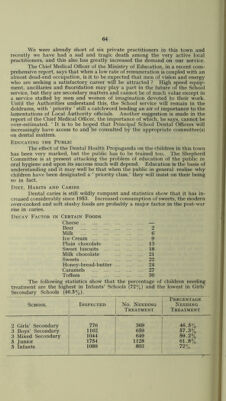 64
We were already short of six private practitioners in this town and
recently we have had a sad and tragic death among the very active local
practitioners, and this also has greatly increased the demand on our service.
The Chief Medical Officer of the Ministry of Education, in a recent com-
prehensive report, says that when a low rate of remuneration is coupled with an
almost dead-end occupation, is it to be expected that men of vision and energy
who are seeking a satisfactory career will be attracted? High speed equip-
ment, ancillaries and fluoridation may play a part in the future of the School
service, but they are secondary matters and cannot be of much value except in
a service staffed by men and women of imagination devoted to their work.
Until the Authorities understand this, the School service will remain in the
doldrums, with ' priority ' still a catchword lending an air of importance to the
lamentations of Local Authority officials. Another suggestion is made in the
report of the Chief Medical Officer, the importance of which, he says, cannot be
over-estimated. ' It is to be hoped that Principal School Dental Officers will
increasingly have access to and be consulted by the appropriate committee(s)
on dental matters.
Educating the Public
The effect of the Dental Health Propaganda on the children in this town
has been very marked, but the public has to be trained too. The Shepherd
Committee is at present attacking the problem of education of the public in
oral hygiene and upon its success much will depend. Education is the basis of
understanding and it may well be that when the public in general realise why
children have been designated a ' priority class,' they will insist on their being
so in fact.
Diet, Habits and Caries
Dental caries is still wildly rampant and statistics show that it has in-
creased considerably since 1953. Increased consumption of sweets, the modern
over-cooked and soft sticky foods are probably a major factor in the post-war
rise in caries.
Decay Factor in Certain Foods
Cheese —
Beer 2
Milk 6
Ice Cream 9
Plain chocolate 13
Sweet biscuits 18
Milk chocolate 21
Sweets 22
Honey-bread-butter 24
Caramels 27
Toffees 30
The following statistics show that the percentage of children needing
treatment are the highest in Infants' Schools (72%) and the lowest in Girls'
Secondary Schools (46.5%).
School Inspected No. Needing Treatment Percentage Needing Treatment
2 Girls' Secondary 776 369 46.5%
3 Boys' Secondary 1102 659 57.3%
3 Mixed Secondary 1044 649 59.2%
5 Junior 1754 1128 61.8%
5 Infants 1089 803 72%